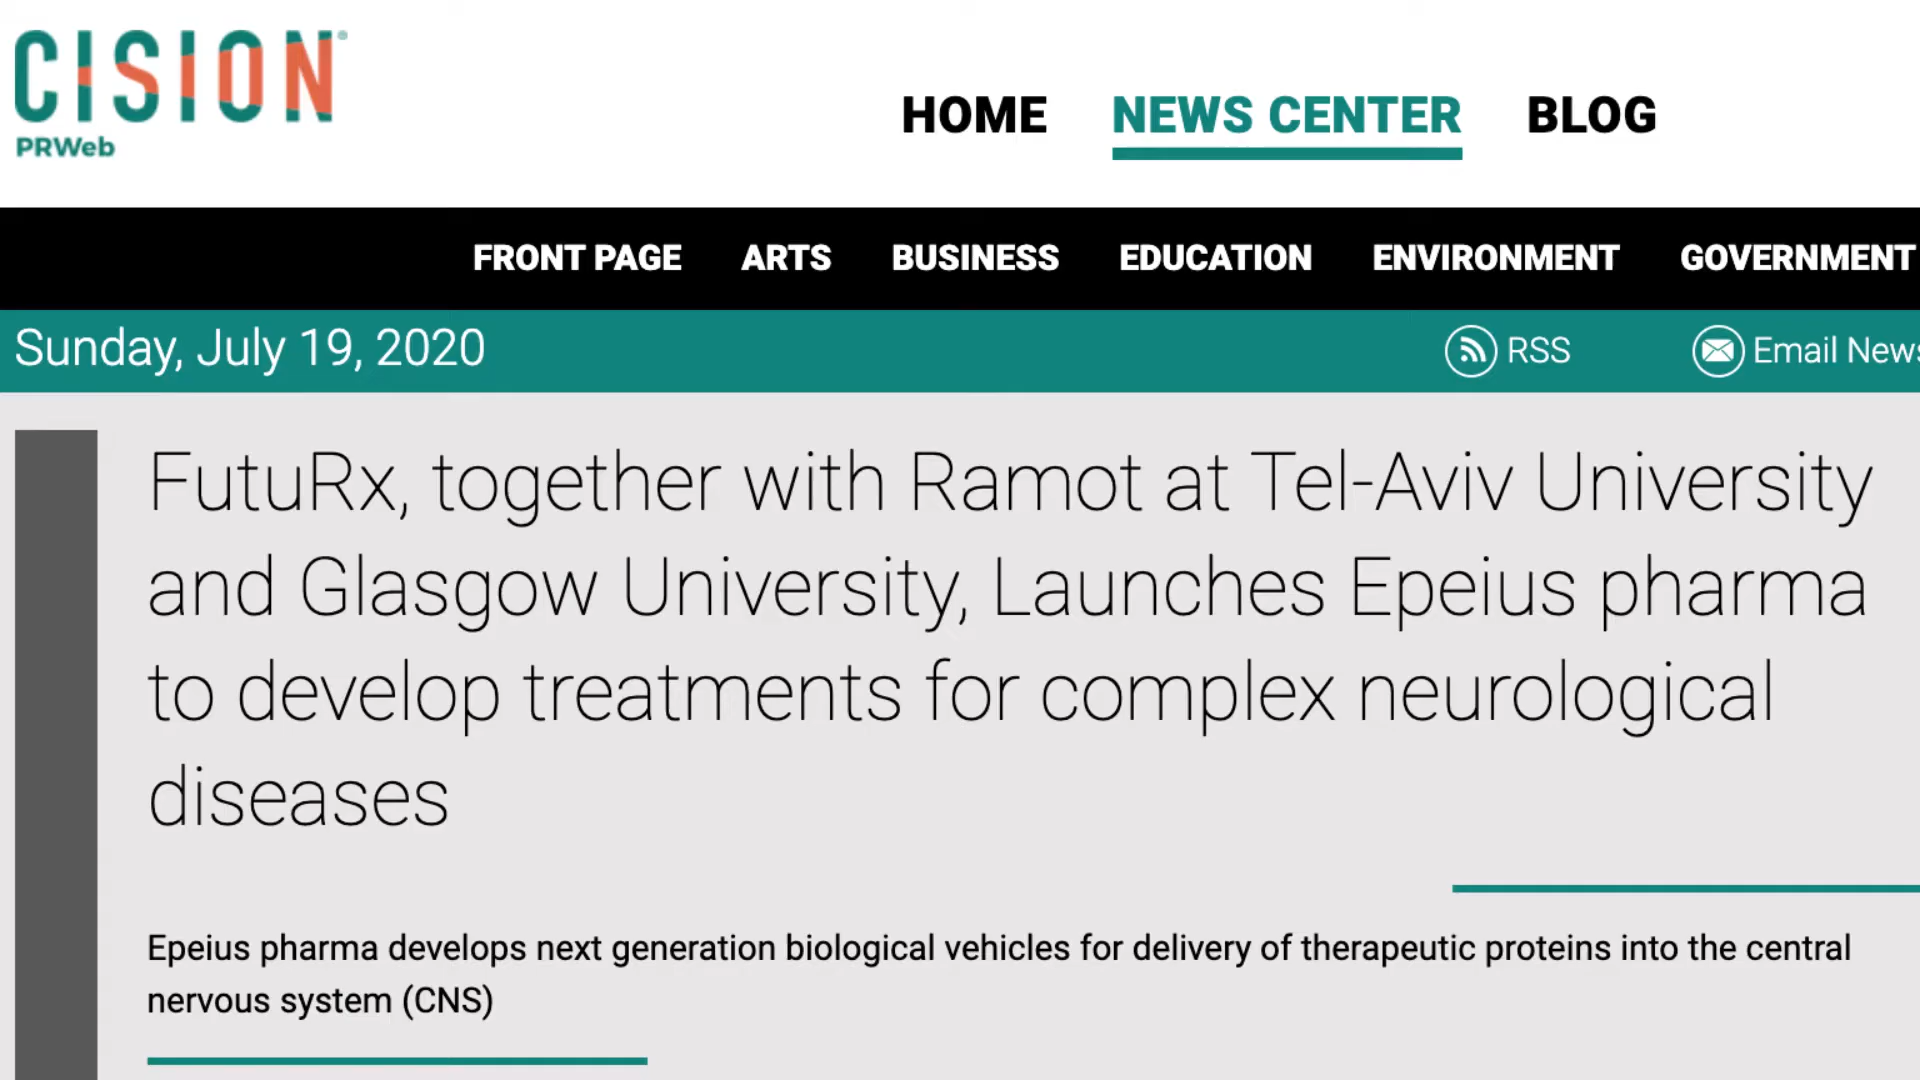 CISION®
PRWeb
HOME NEWS CENTER BLOG
FRONT PAGE ARTS BUSINESS EDUCATION ENVIRONMENT GOVERNMENT
Sunday, July 19, 2020 RSS Email News
FutuRx, together with Ramot at Tel-Aviv University
and Glasgow University, Launches Epeius pharma
to develop treatments for complex neurological
diseases
Epeius pharma develops next generation biological vehicles for delivery of therapeutic proteins into the central
nervous system (CNS)